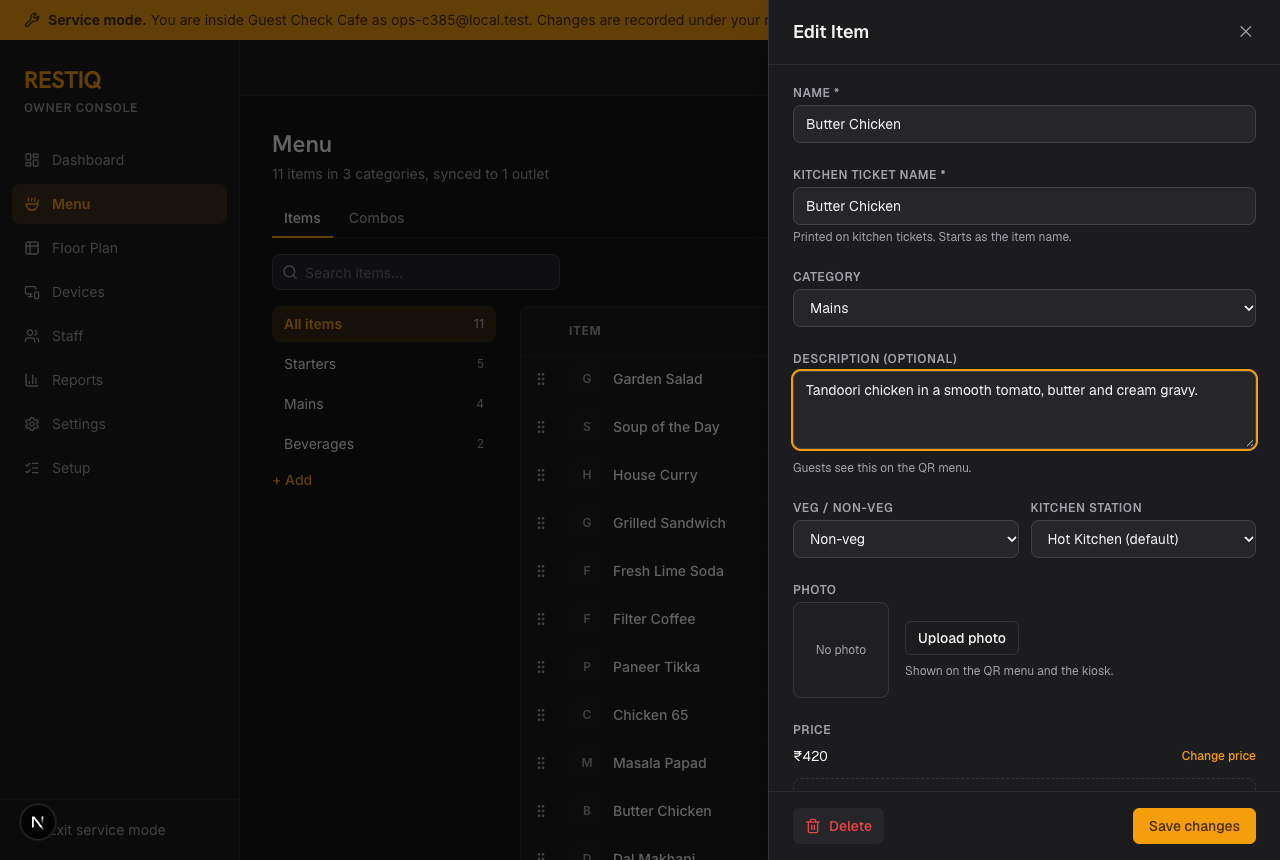 Service mode. You are inside Guest Check Cafe as ops-c385@local.test. Changes are recorded under your
RESTIQ
OWNER CONSOLE
Dashboard
Menu
Floor Plan
Devices
Staff
Reports
Settings
Setup
N
Exit service mode
Menu
11 items in 3 categories, synced to 1 outlet
Items
Combos
Search items...
All items 11
Starters 5
Mains 4
Beverages 2
+ Add
ITEM
G Garden Salad
S Soup of the Day
H House Curry
G Grilled Sandwich
F Fresh Lime Soda
F Filter Coffee
P Paneer Tikka
C Chicken 65
M Masala Papad
B Butter Chicken
D Dal Makhani
Edit Item
NAME *
Butter Chicken
KITCHEN TICKET NAME *
Butter Chicken
Printed on kitchen tickets. Starts as the item name.
CATEGORY
Mains
DESCRIPTION (OPTIONAL)
Tandoori chicken in a smooth tomato, butter and cream gravy.
Guests see this on the QR menu.
VEG / NON-VEG
Non-veg
KITCHEN STATION
Hot Kitchen (default)
PHOTO
No photo
Upload photo
Shown on the QR menu and the kiosk.
PRICE
₹420
Change price
Delete
Save changes